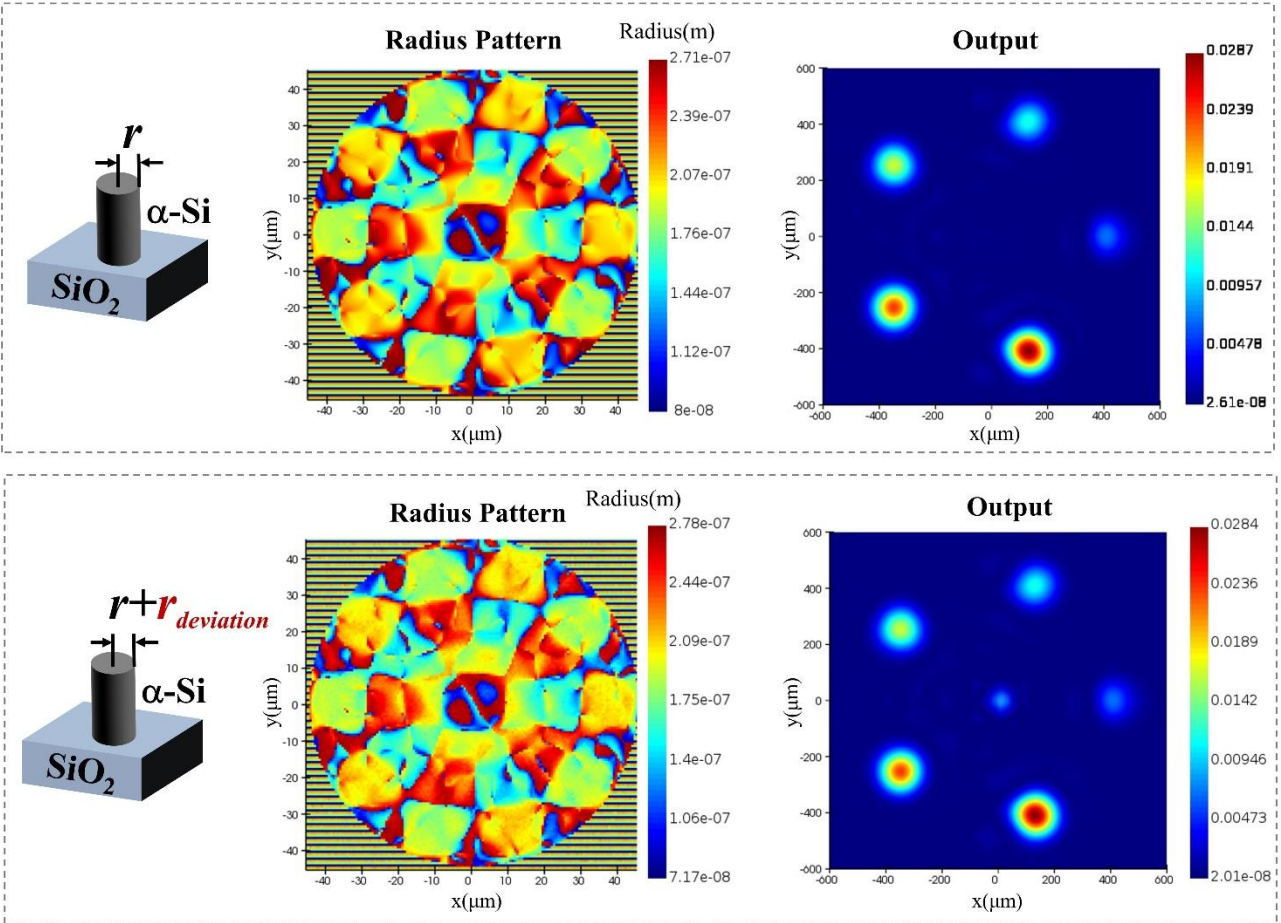 Radius Pattern
Radius(m)
Output
r
α-Si
SiO2
y(μm)
40
30
20
10
0
-10
-20
-30
-40
-40 -30 -20 -10 0 10 20 30 40
x(μm)
2.71e-07
2.39e-07
2.07e-07
1.76e-07
1.44e-07
1.12e-07
8e-08
y(μm)
600
400
200
0
-200
-400
-600
-600 -400 -200 0 200 400 600
x(μm)
0.0239
0.0191
0.0144
0.00957
Radius Pattern
Radius(m)
Output
r+rdeviation
α-Si
SiO2
y(μm)
40
30
20
10
0
-10
-20
-30
-40
-40 -30 -20 -10 0 10 20 30 40
x(μm)
2.78e-07
2.44e-07
2.09e-07
1.75e-07
1.4e-07
1.06e-07
7.17e-08
y(μm)
600
400
200
0
-200
-400
-600
-600 -400 -200 0 200 400 600
x(μm)
0.0284
0.0236
0.0189
0.0142
0.00946
0.00473
2.01e-08